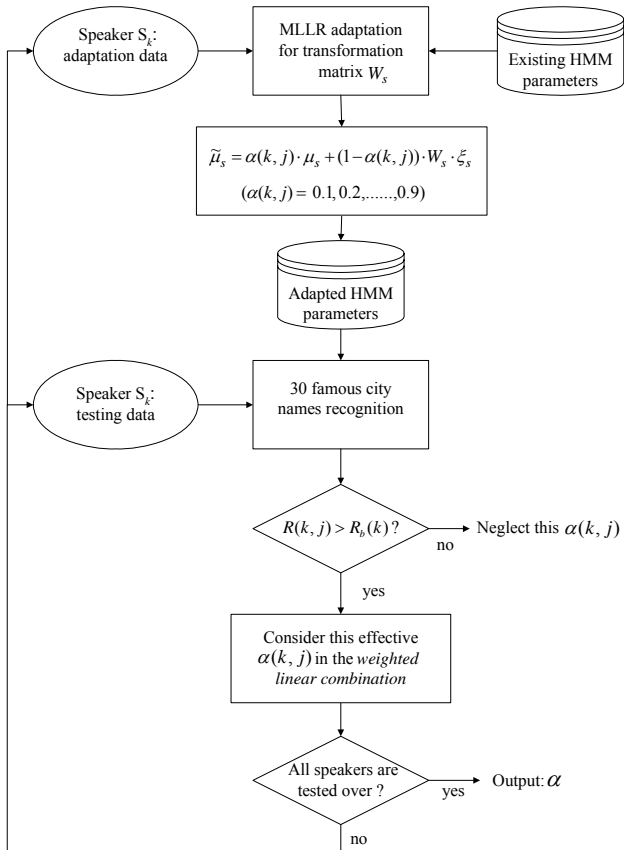 Speaker S_k:
adaptation data
MLLR adaptation
for transformation
matrix W_s
Existing HMM
parameters
μ̃_s = α(k, j) · μ_s + (1− α(k, j)) · W_s · ξ_s
(α(k, j) = 0.1, 0.2,......,0.9)
Adapted HMM
parameters
Speaker S_k:
testing data
30 famous city
names recognition
R(k, j) > R_b(k) ?
no
Neglect this α(k, j)
yes
Consider this effective
α(k, j) in the weighted
linear combination
All speakers are
tested over ?
yes
Output: α
no